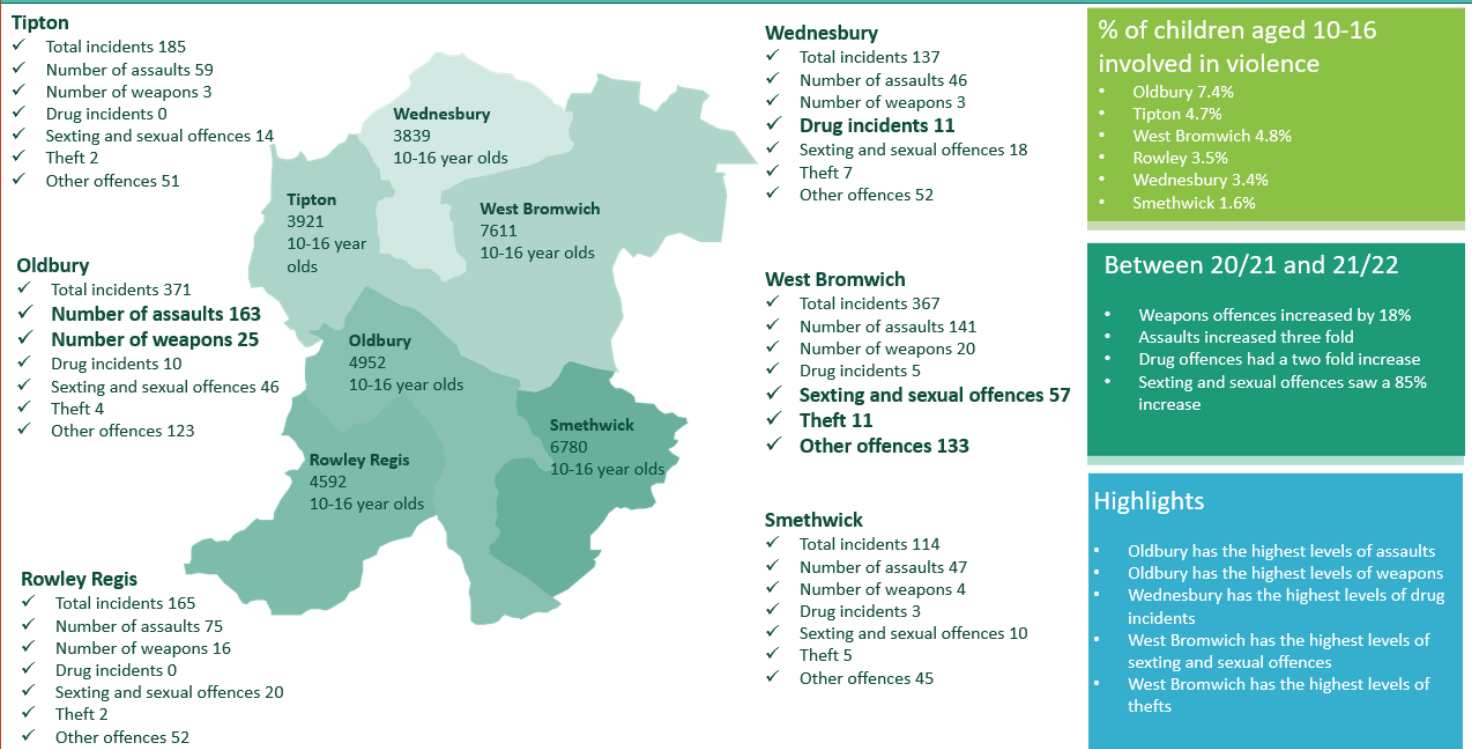 Tipton
✓ Total incidents 185
✓ Number of assaults 59
✓ Number of weapons 3
✓ Drug incidents 0
✓ Sexting and sexual offences 14
✓ Theft 2
✓ Other offences 51
Oldbury
✓ Total incidents 371
✓ Number of assaults 163
✓ Number of weapons 25
✓ Drug incidents 10
✓ Sexting and sexual offences 46
✓ Theft 4
✓ Other offences 123
Rowley Regis
✓ Total incidents 165
✓ Number of assaults 75
✓ Number of weapons 16
✓ Drug incidents 0
✓ Sexting and sexual offences 20
✓ Theft 2
✓ Other offences 52
Wednesbury
3839
10-16 year olds
Tipton
3921
10-16 year
olds
West Bromwich
7611
10-16 year olds
Oldbury
4952
10-16 year olds
Smethwick
6780
10-16 year olds
Rowley Regis
4592
10-16 year olds
Wednesbury
✓ Total incidents 137
✓ Number of assaults 46
✓ Number of weapons 3
✓ Drug incidents 11
✓ Sexting and sexual offences 18
✓ Theft 7
✓ Other offences 52
West Bromwich
✓ Total incidents 367
✓ Number of assaults 141
✓ Number of weapons 20
✓ Drug incidents 5
✓ Sexting and sexual offences 57
✓ Theft 11
✓ Other offences 133
Smethwick
✓ Total incidents 114
✓ Number of assaults 47
✓ Number of weapons 4
✓ Drug incidents 3
✓ Sexting and sexual offences 10
✓ Theft 5
✓ Other offences 45
% of children aged 10-16
involved in violence
• Oldbury 7.4%
• Tipton 4.7%
• West Bromwich 4.8%
• Rowley 3.5%
• Wednesbury 3.4%
• Smethwick 1.6%
Between 20/21 and 21/22
• Weapons offences increased by 18%
• Assaults increased three fold
• Drug offences had a two fold increase
• Sexting and sexual offences saw a 85%
increase
Highlights
• Oldbury has the highest levels of assaults
• Oldbury has the highest levels of weapons
• Wednesbury has the highest levels of drug
incidents
• West Bromwich has the highest levels of
sexting and sexual offences
• West Bromwich has the highest levels of
thefts